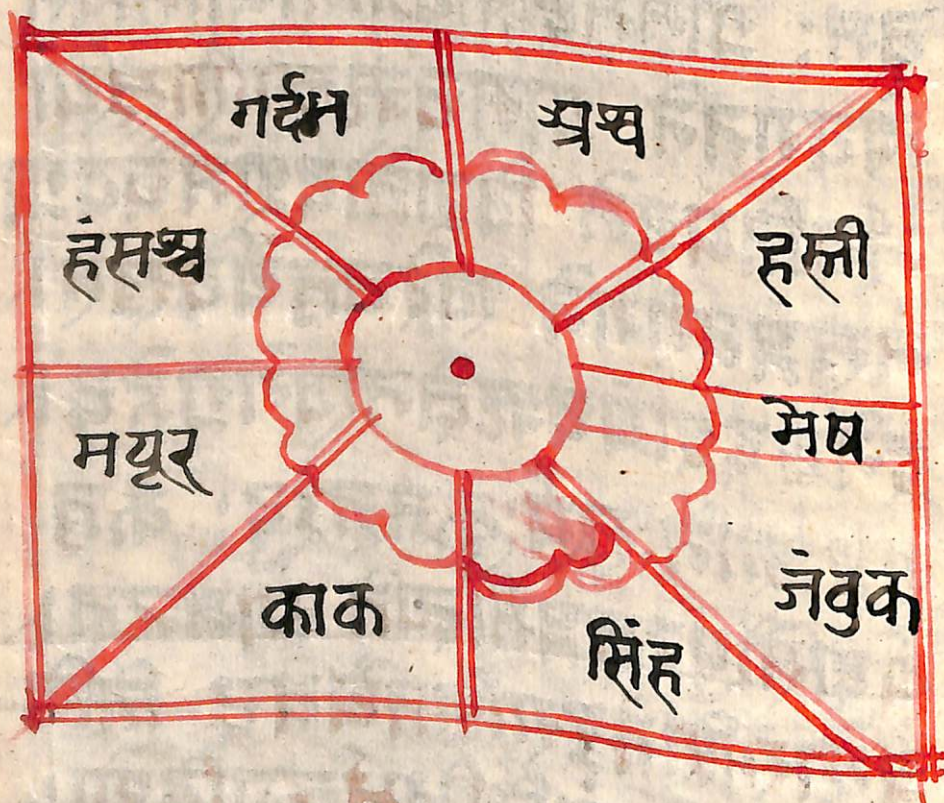 गर्दभ
अश्व
हस्ती
मेष
जंवुक
सिंह
काक
मयूर
हंसश्च